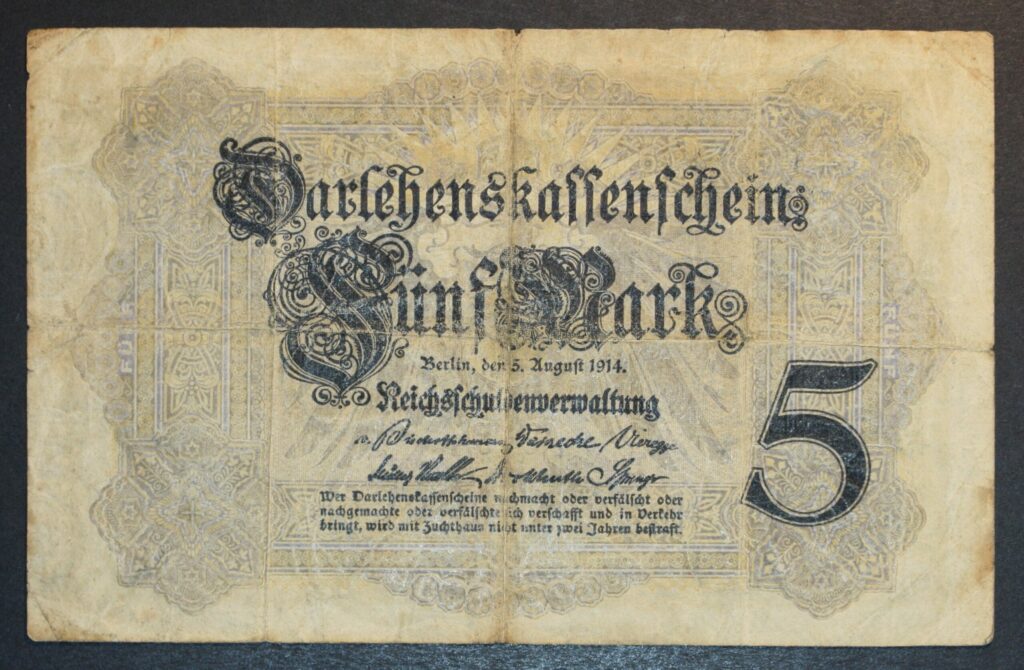 Darlehenskassenschein
Fünf Mark
Berlin, den 5. August 1914.
Reichsschuldenverwaltung
Wer Darlehenskassenscheine nachmacht oder verfälscht oder
nachgemachte oder verfälschte sich verschafft und in Verkehr
bringt, wird mit Zuchthaus nicht unter zwei Jahren bestraft.
5
FÜNF